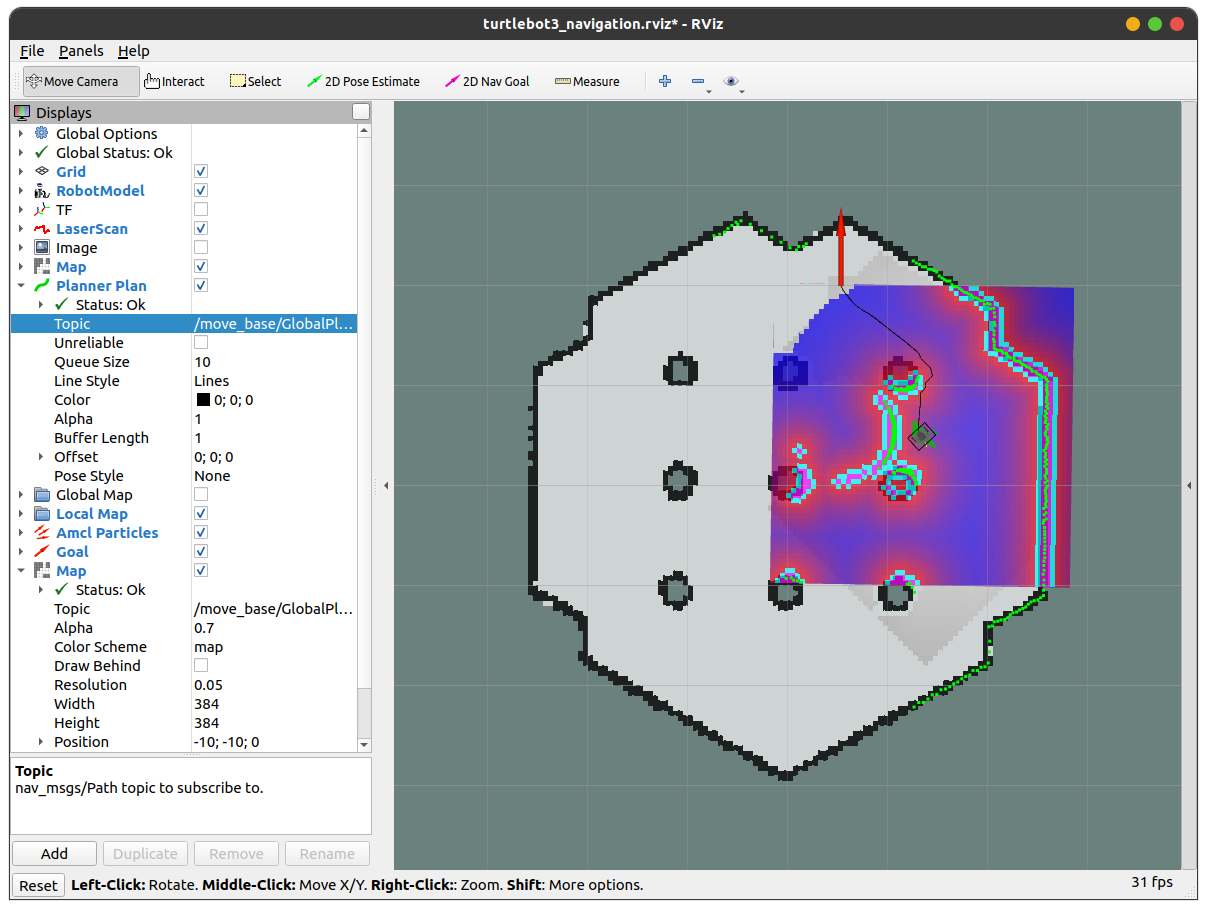 turtlebot3_navigation.rviz* - RViz
File Panels Help
Move Camera Interact Select 2D Pose Estimate 2D Nav Goal Measure
Displays
Global Options
Global Status: Ok
Grid
RobotModel
TF
LaserScan
Image
Map
Planner Plan
Status: Ok
Topic /move_base/GlobalPl...
Unreliable
Queue Size 10
Line Style Lines
Color 0; 0; 0
Alpha 1
Buffer Length 1
Offset 0; 0; 0
Pose Style None
Global Map
Local Map
Amcl Particles
Goal
Map
Status: Ok
Topic /move_base/GlobalPl...
Alpha 0.7
Color Scheme map
Draw Behind
Resolution 0.05
Width 384
Height 384
Position -10; -10; 0
Topic
nav_msgs/Path topic to subscribe to.
Add Duplicate Remove Rename
Reset Left-Click: Rotate. Middle-Click: Move X/Y. Right-Click:: Zoom. Shift: More options. 31 fps